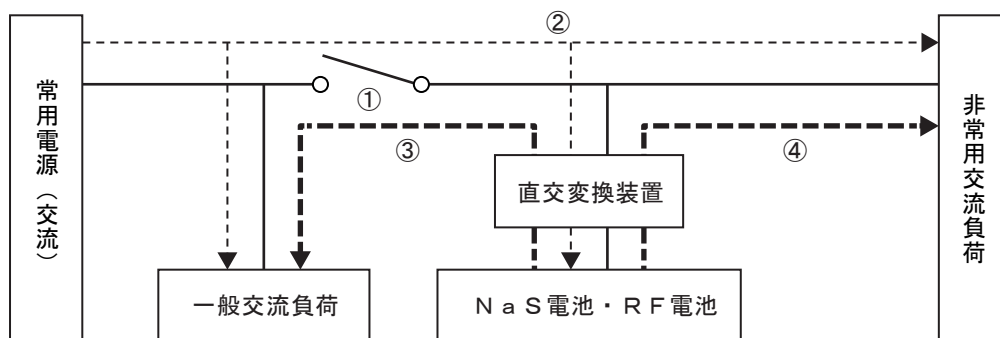 常用電源（交流）
②
①
③
④
直交変換装置
一般交流負荷
ＮａＳ電池・ＲＦ電池
非常用交流負荷